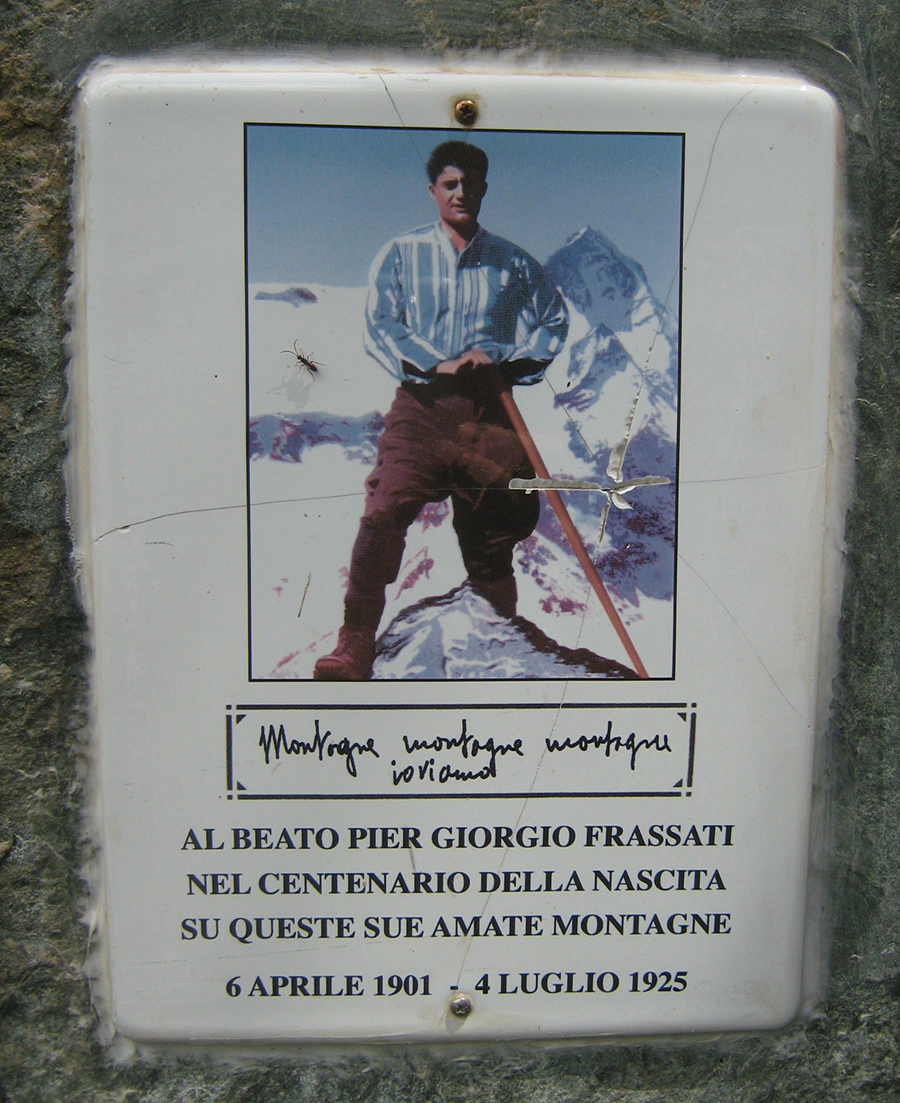 Montagne montagne montagne
io vi amo
AL BEATO PIER GIORGIO FRASSATI
NEL CENTENARIO DELLA NASCITA
SU QUESTE SUE AMATE MONTAGNE
6 APRILE 1901 - 4 LUGLIO 1925